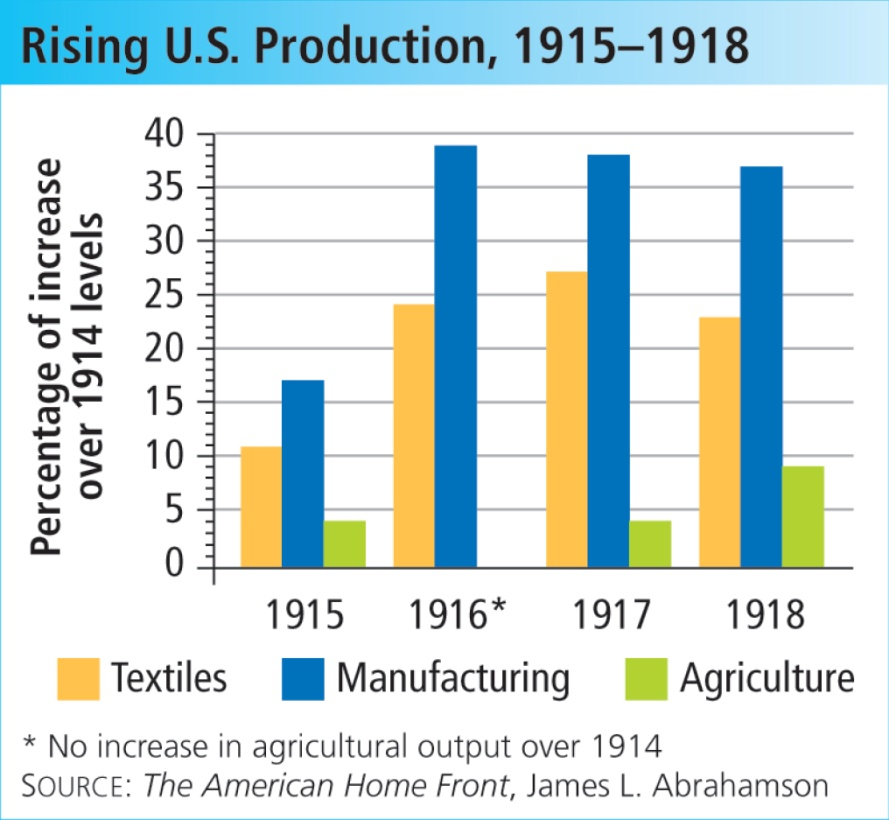 Rising U.S. Production, 1915–1918
Percentage of increase
over 1914 levels
40
35
30
25
20
15
10
5
0
1915
1916*
1917
1918
Textiles
Manufacturing
Agriculture
* No increase in agricultural output over 1914
SOURCE: The American Home Front, James L. Abrahamson